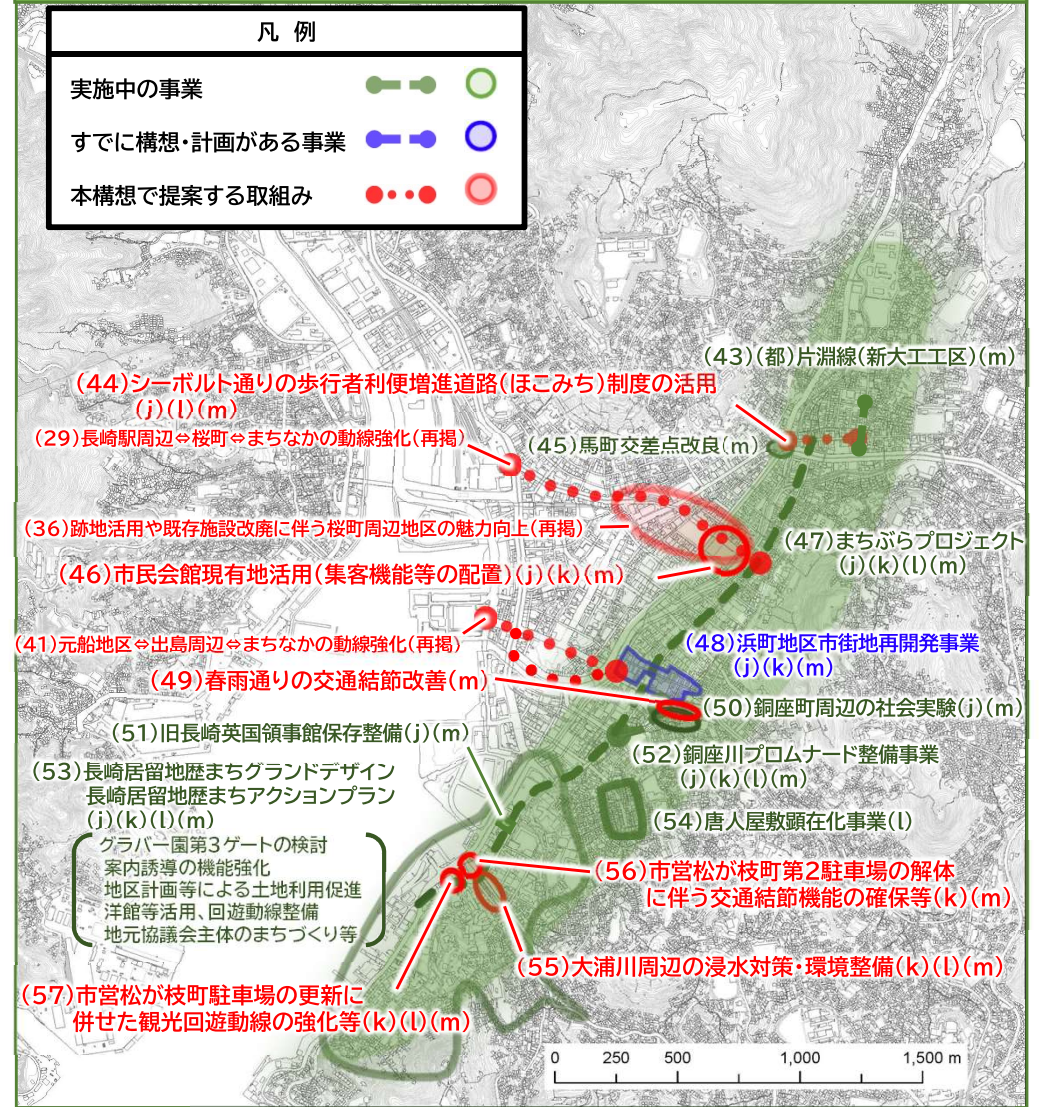 凡 例
実施中の事業
すでに構想・計画がある事業
本構想で提案する取組み
(43)(都)片淵線(新大工工区)(m)
(44)シーボルト通りの歩行者利便増進道路(ほこみち)制度の活用
(j)(l)(m)
(29)長崎駅周辺⇔桜町⇔まちなかの動線強化(再掲)
(45)馬町交差点改良(m)
(36)跡地活用や既存施設改廃に伴う桜町周辺地区の魅力向上(再掲)
(47)まちぶらプロジェクト
(j)(k)(l)(m)
(46)市民会館現有地活用(集客機能等の配置)(j)(k)(m)
(41)元船地区⇔出島周辺⇔まちなかの動線強化(再掲)
(48)浜町地区市街地再開発事業
(j)(k)(m)
(49)春雨通りの交通結節改善(m)
(50)銅座町周辺の社会実験(j)(m)
(51)旧長崎英国領事館保存整備(j)(m)
(52)銅座川プロムナード整備事業
(j)(k)(l)(m)
(53)長崎居留地歴まちグランドデザイン
長崎居留地歴まちアクションプラン
(j)(k)(l)(m)
グラバー園第3ゲートの検討
案内誘導の機能強化
地区計画等による土地利用促進
洋館等活用、回遊動線整備
地元協議会主体のまちづくり等
(54)唐人屋敷顕在化事業(l)
(56)市営松が枝町第2駐車場の解体
に伴う交通結節機能の確保等(k)(m)
(55)大浦川周辺の浸水対策・環境整備(k)(l)(m)
(57)市営松が枝町駐車場の更新に
併せた観光回遊動線の強化等(k)(l)(m)
0 250 500 1,000 1,500 m